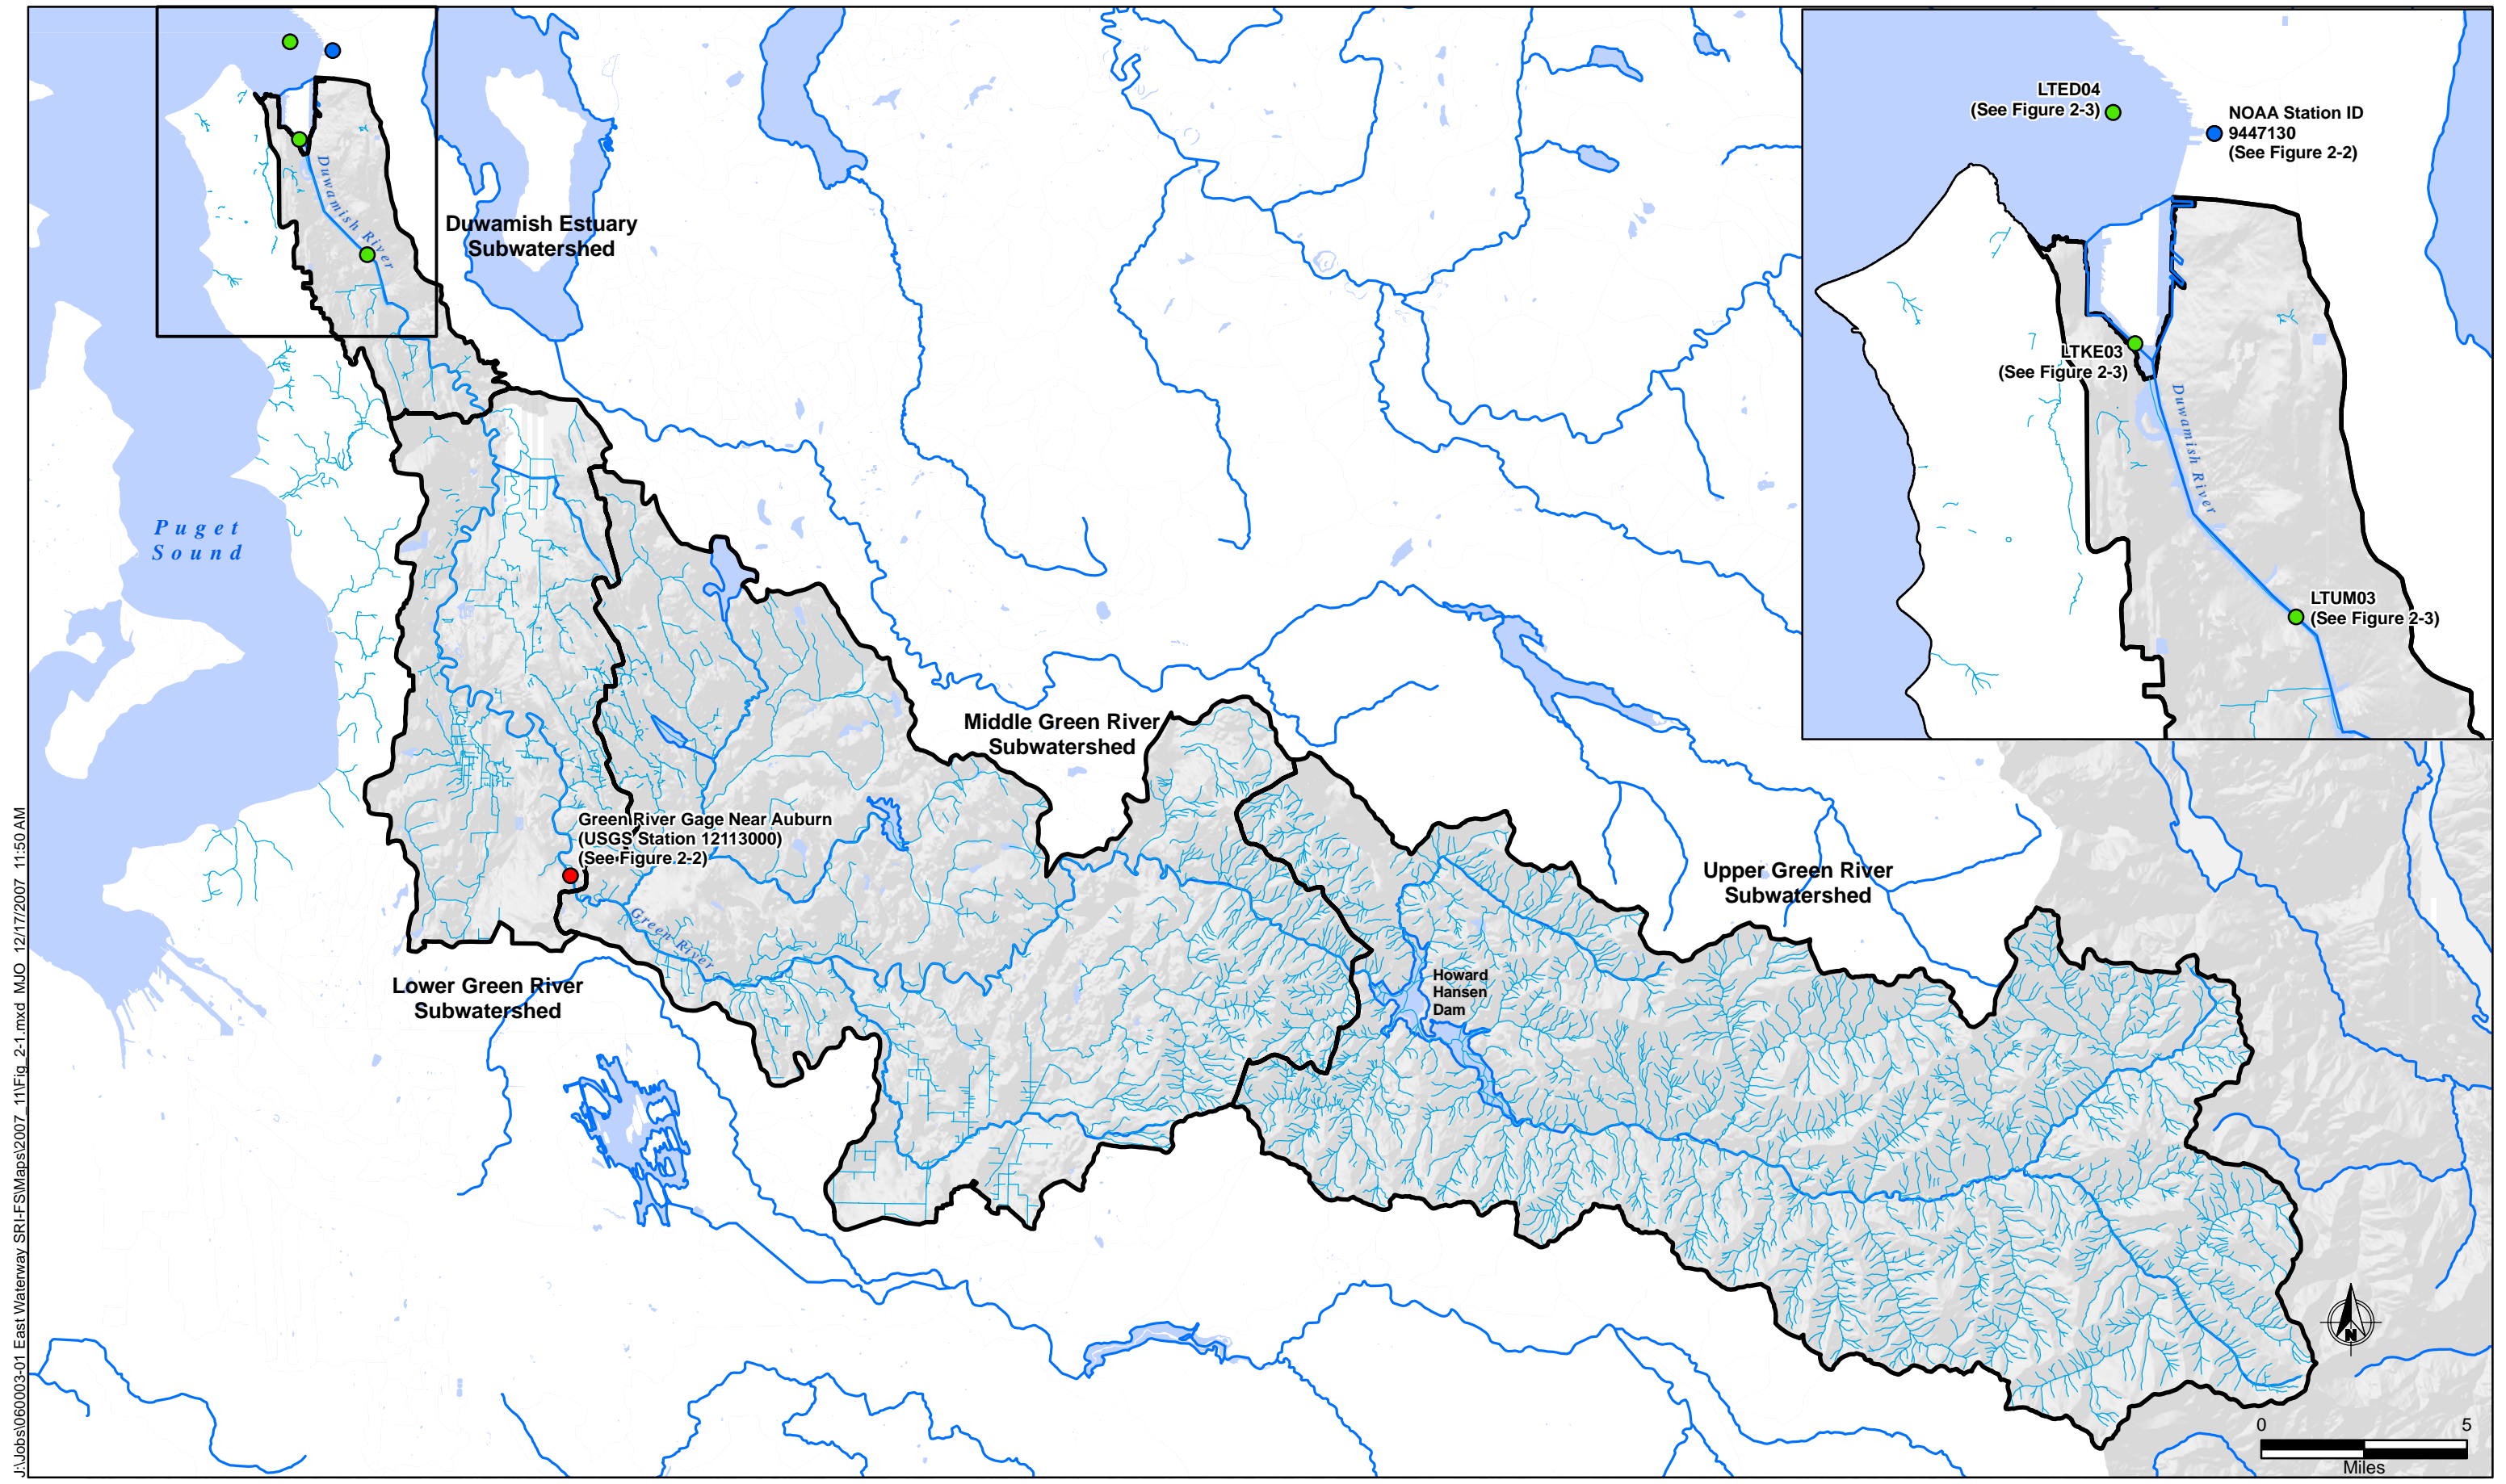 Duwamish River
Duwamish Estuary
Subwatershed
Puget
Sound
Middle Green River
Subwatershed
Green River Gage Near Auburn
(USGS Station 12113000)
(See Figure 2-2)
Green River
Lower Green River
Subwatershed
Upper Green River
Subwatershed
Howard
Hansen
Dam
LTED04
(See Figure 2-3)
NOAA Station ID
9447130
(See Figure 2-2)
LTKE03
(See Figure 2-3)
Duwamish River
LTUM03
(See Figure 2-3)
N
0 5
Miles
J:\Jobs\060003-01 East Waterway SRI-FS\Maps\2007_11\Fig_2-1.mxd MJO 12/17/2007 11:50 AM